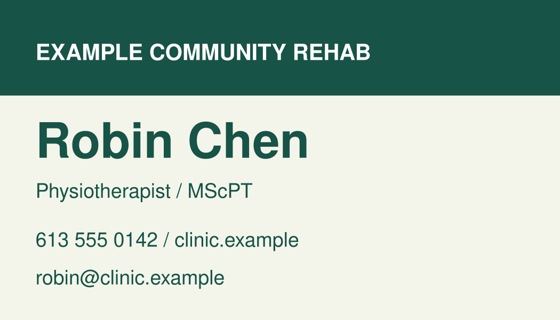 EXAMPLE COMMUNITY REHAB
Robin Chen
Physiotherapist / MScPT
613 555 0142 / clinic.example
robin@clinic.example